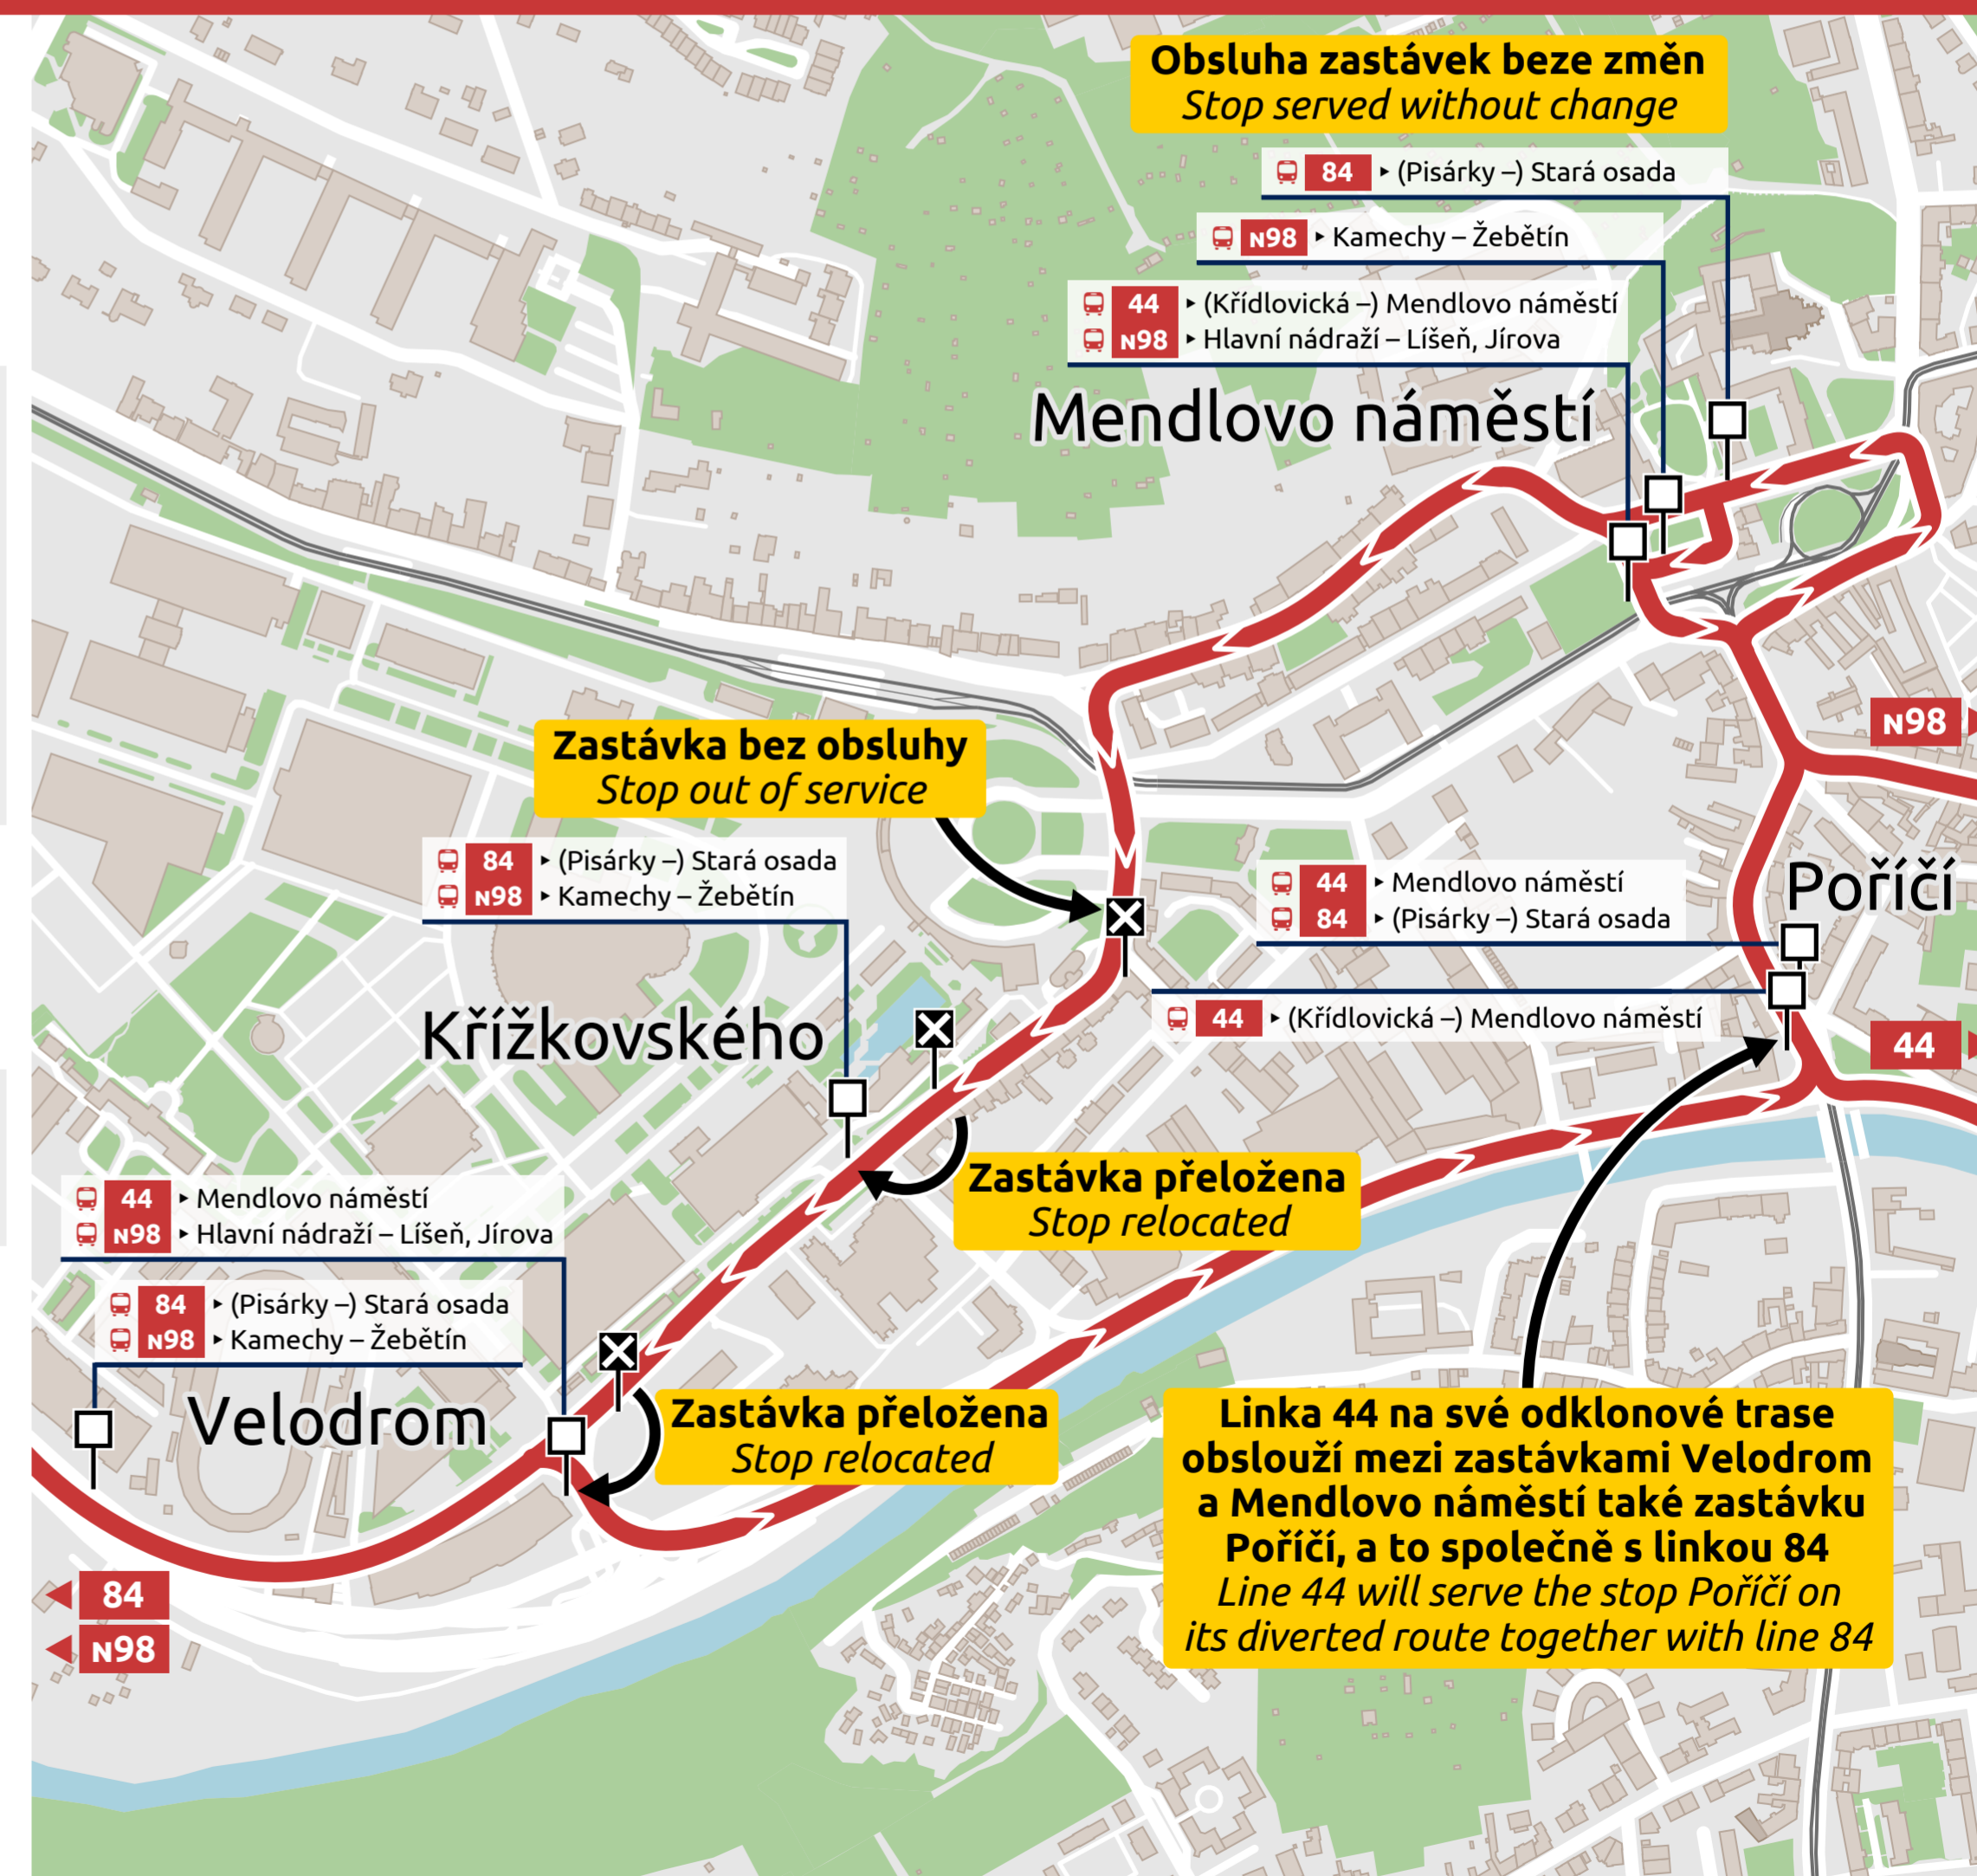 Obsluha zastávek beze změn
Stop served without change
84 ▸ (Pisárky –) Stará osada
N98 ▸ Kamechy – Žebětín
44 ▸ (Křídlovická –) Mendlovo náměstí
N98 ▸ Hlavní nádraží – Líšeň, Jírova
Mendlovo náměstí
N98
Zastávka bez obsluhy
Stop out of service
84 ▸ (Pisárky –) Stará osada
N98 ▸ Kamechy – Žebětín
44 ▸ Mendlovo náměstí
84 ▸ (Pisárky –) Stará osada
Poříčí
44 ▸ (Křídlovická –) Mendlovo náměstí
44
Křížkovského
Zastávka přeložena
Stop relocated
44 ▸ Mendlovo náměstí
N98 ▸ Hlavní nádraží – Líšeň, Jírova
84 ▸ (Pisárky –) Stará osada
N98 ▸ Kamechy – Žebětín
Velodrom
Zastávka přeložena
Stop relocated
Linka 44 na své odklonové trase
obslouží mezi zastávkami Velodrom
a Mendlovo náměstí také zastávku
Poříčí, a to společně s linkou 84
Line 44 will serve the stop Poříčí on
its diverted route together with line 84
84
N98